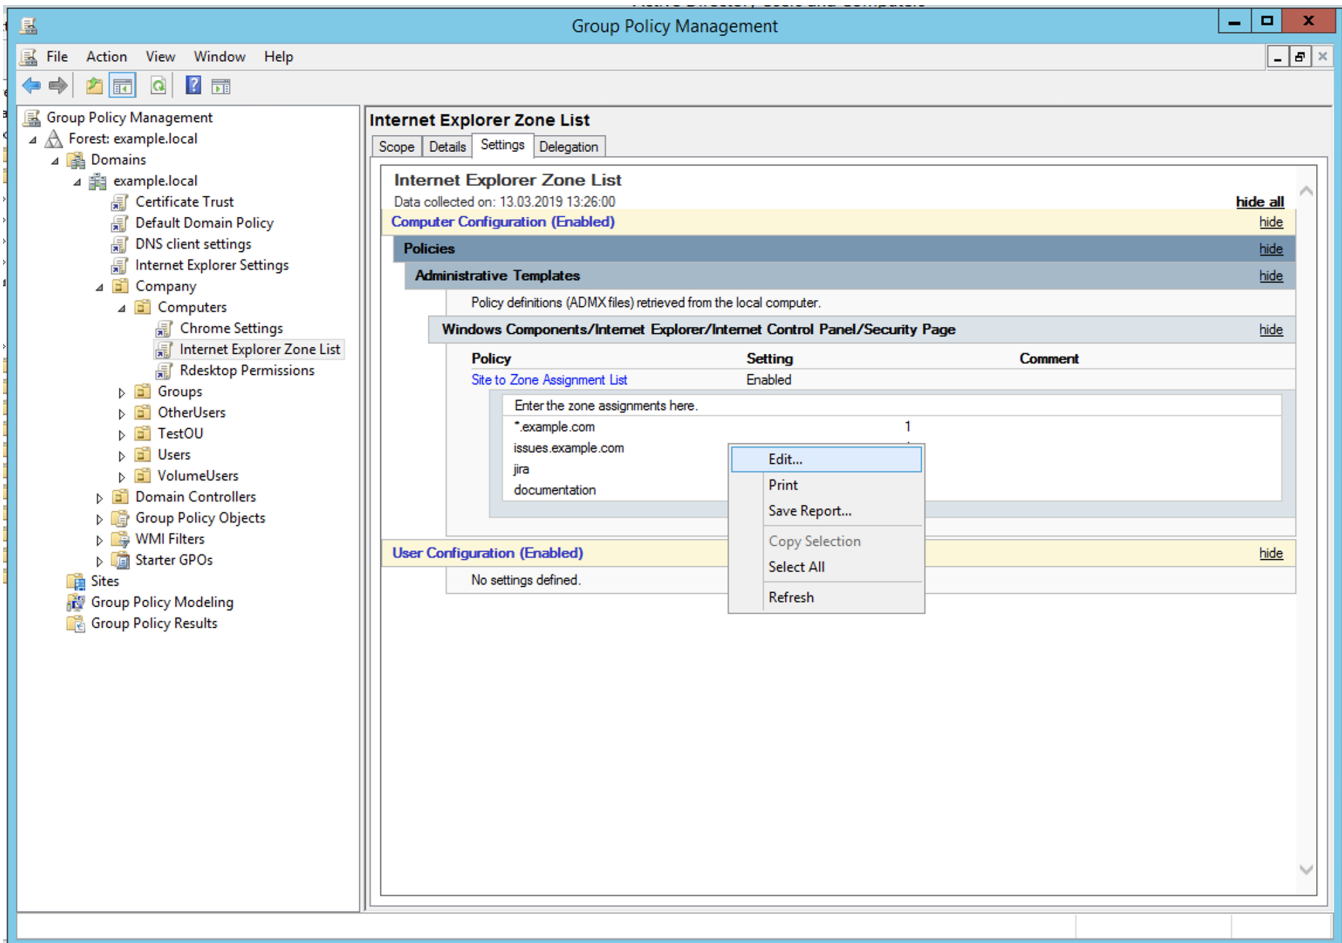 Group Policy Management
File Action View Window Help
Group Policy Management
Forest: example.local
Domains
example.local
Certificate Trust
Default Domain Policy
DNS client settings
Internet Explorer Settings
Company
Computers
Chrome Settings
Internet Explorer Zone List
Rdesktop Permissions
Groups
OtherUsers
TestOU
Users
VolumeUsers
Domain Controllers
Group Policy Objects
WMI Filters
Starter GPOs
Sites
Group Policy Modeling
Group Policy Results
Internet Explorer Zone List
Scope Details Settings Delegation
Internet Explorer Zone List
Data collected on: 13.03.2019 13:26:00 hide all
Computer Configuration (Enabled) hide
Policies hide
Administrative Templates hide
Policy definitions (ADMX files) retrieved from the local computer.
Windows Components/Internet Explorer/Internet Control Panel/Security Page hide
Policy Setting Comment
Site to Zone Assignment List Enabled
Enter the zone assignments here.
*.example.com 1
issues.example.com
jira
documentation
User Configuration (Enabled) hide
No settings defined.
Edit...
Print
Save Report...
Copy Selection
Select All
Refresh